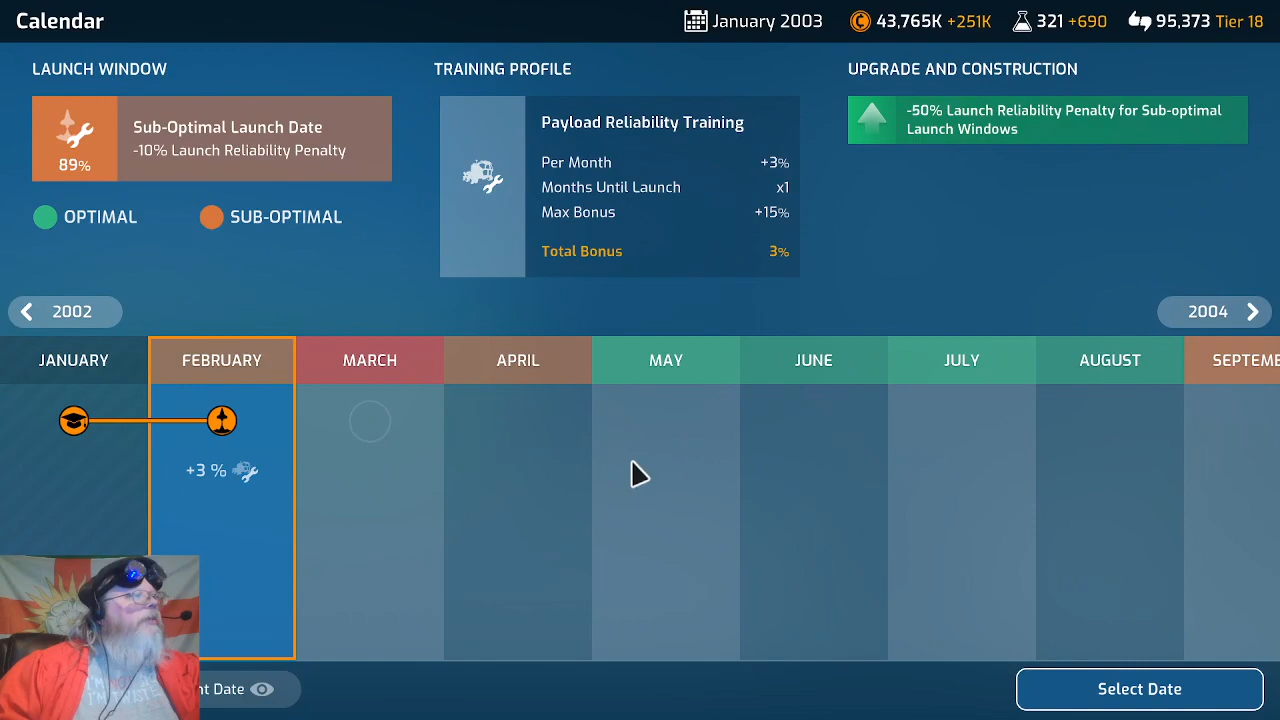 Calendar
January 2003
43,765K +251K
321 +690
95,373 Tier 18
LAUNCH WINDOW
89%
Sub-Optimal Launch Date
-10% Launch Reliability Penalty
OPTIMAL
SUB-OPTIMAL
TRAINING PROFILE
Payload Reliability Training
Per Month +3%
Months Until Launch x1
Max Bonus +15%
Total Bonus 3%
UPGRADE AND CONSTRUCTION
-50% Launch Reliability Penalty for Sub-optimal
Launch Windows
2002
2004
JANUARY
FEBRUARY
MARCH
APRIL
MAY
JUNE
JULY
AUGUST
SEPTEME
+3 %
nt Date
Select Date